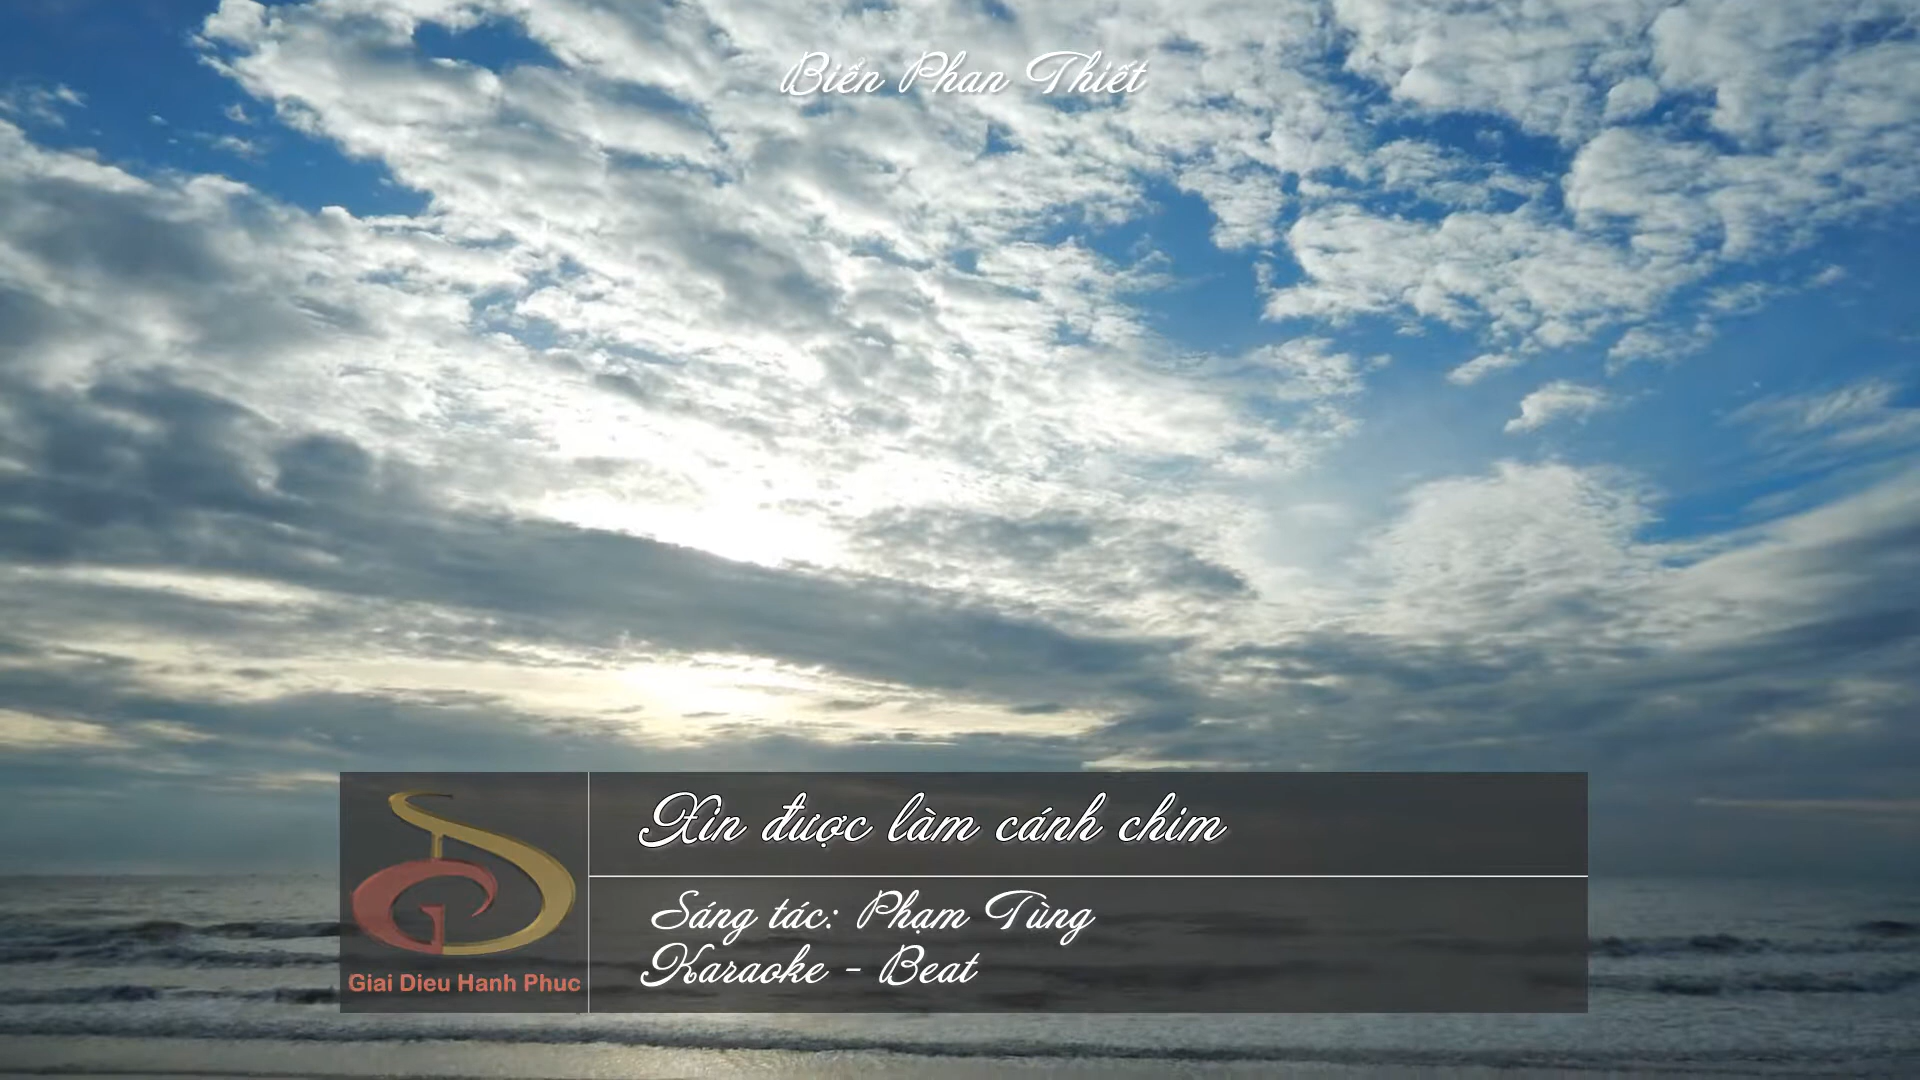 Biển Phan Thiết
Xin được làm cánh chim
Sáng tác: Phạm Tùng
Karaoke - Beat
Giai Dieu Hanh Phuc